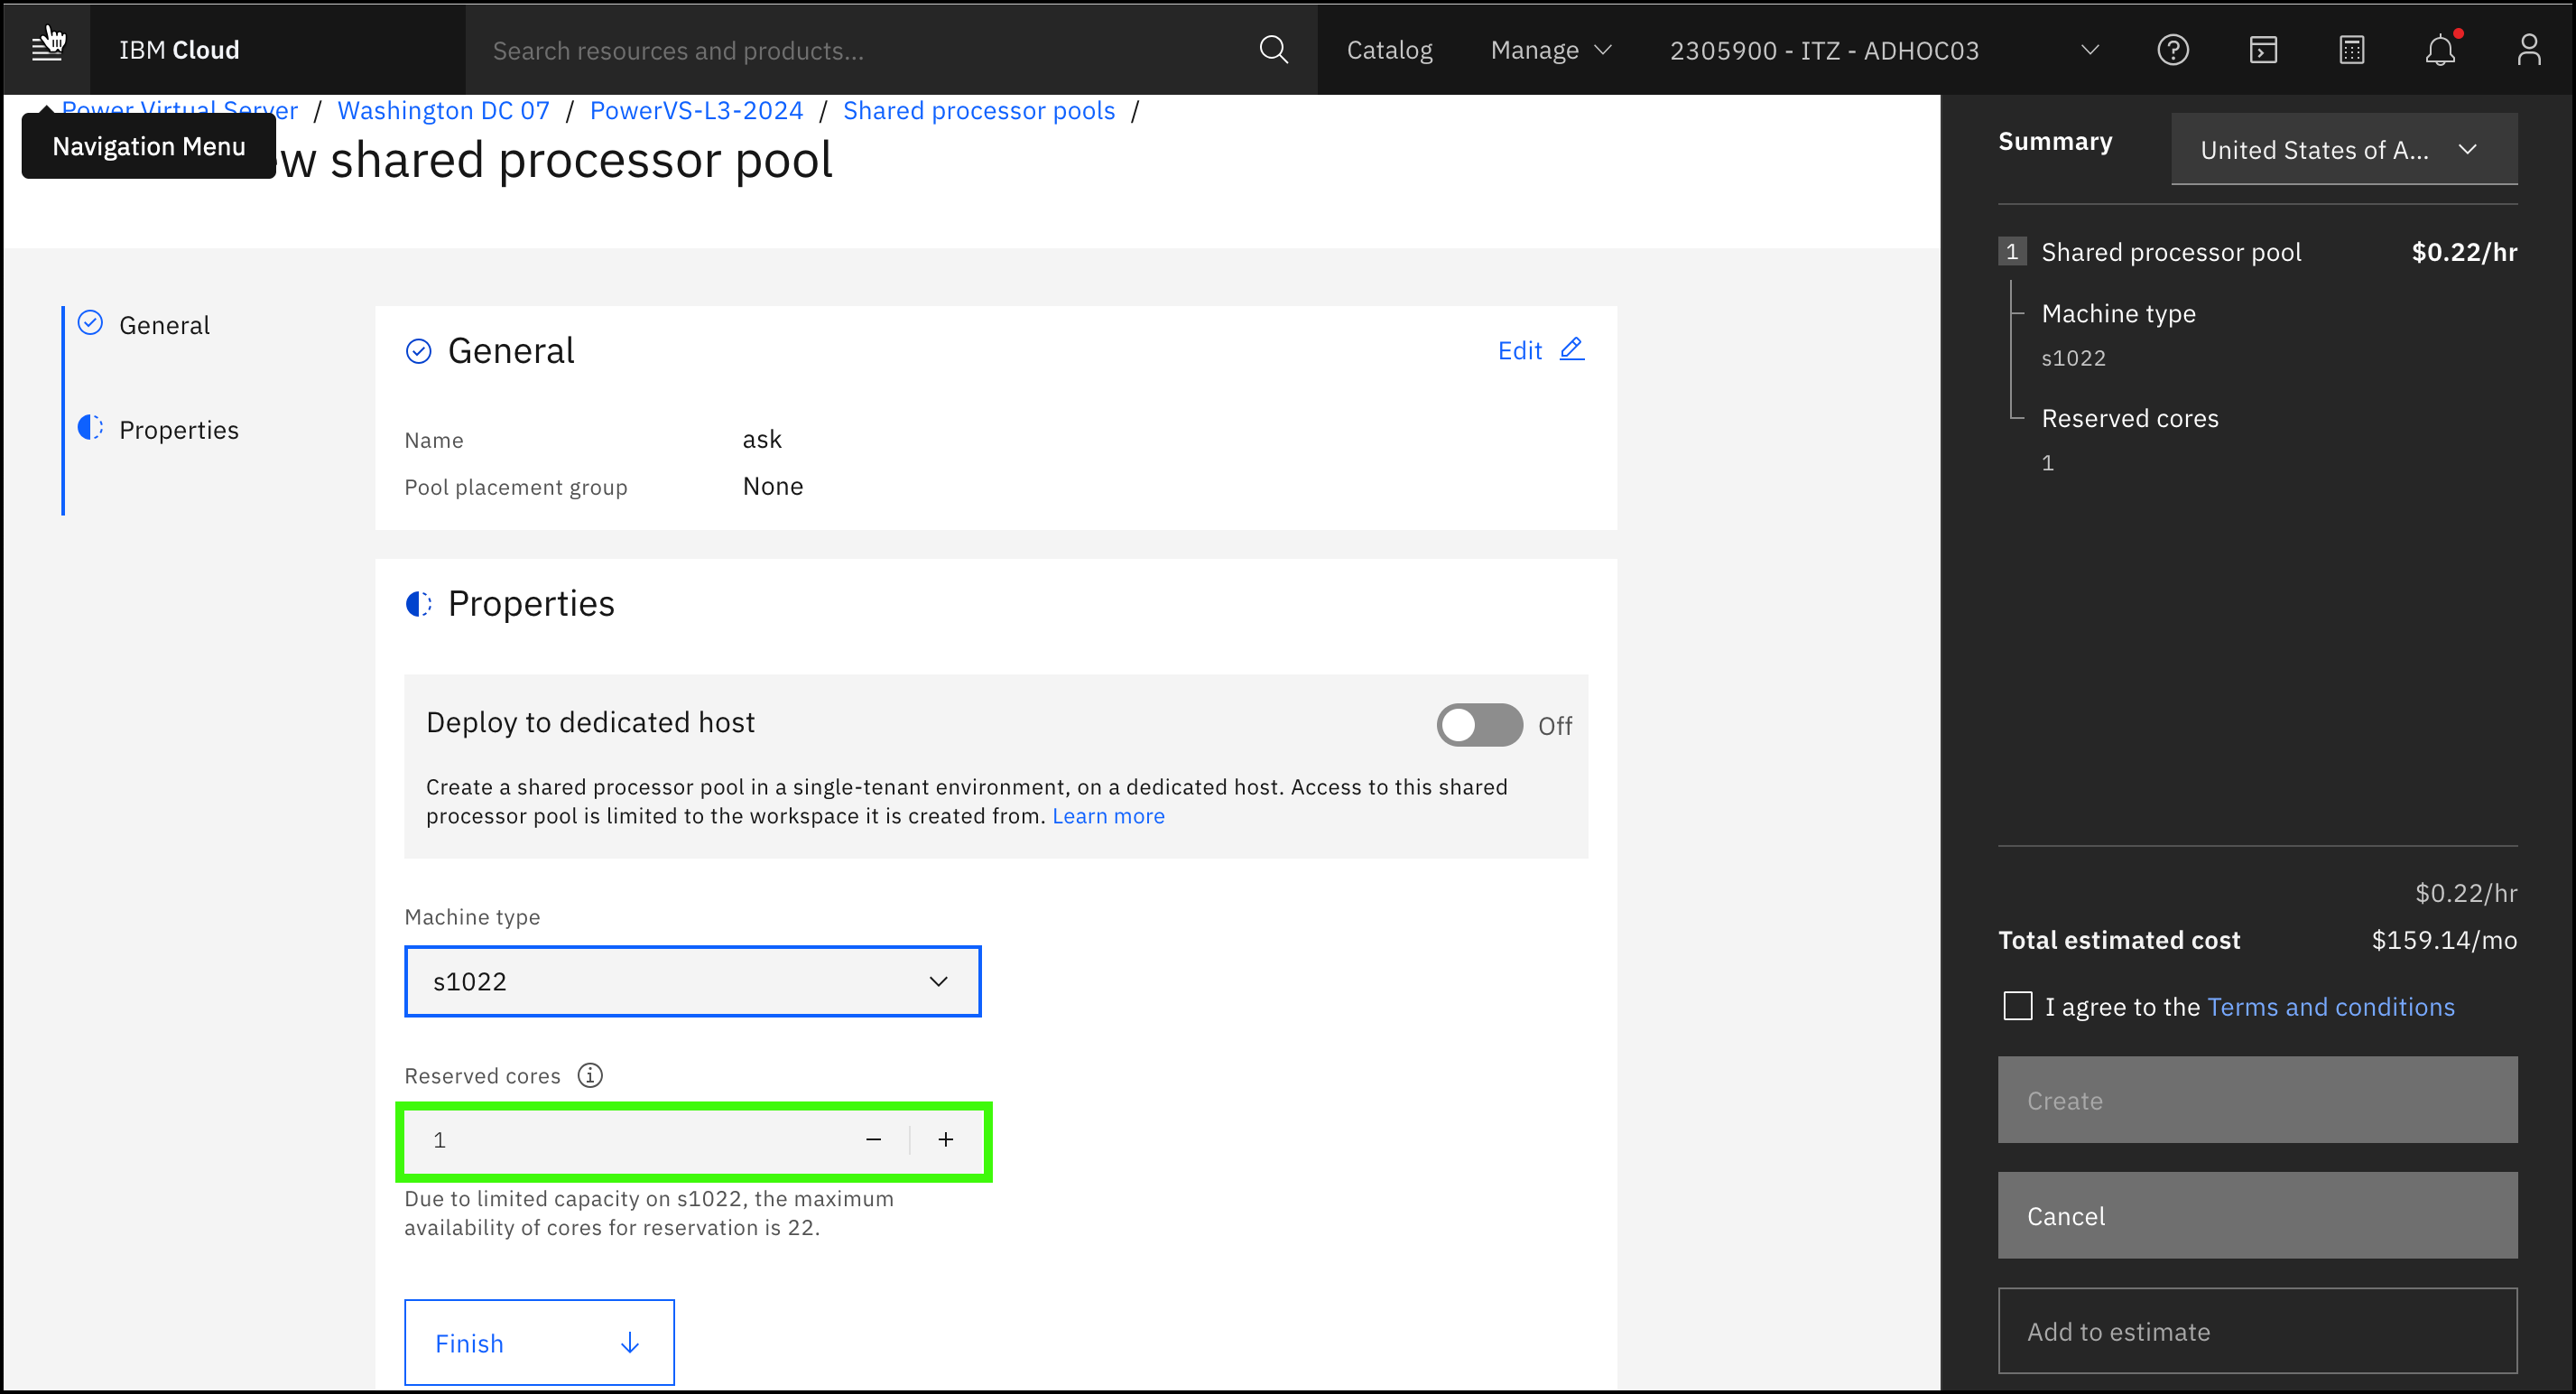 IBM Cloud
Search resources and products...
Catalog
Manage
2305900 - ITZ - ADHOC03
Power Virtual Server / Washington DC 07 / PowerVS-L3-2024 / Shared processor pools /
Navigation Menu
shared processor pool
General
Properties
General
Edit
Name ask
Pool placement group None
Properties
Deploy to dedicated host
Off
Create a shared processor pool in a single-tenant environment, on a dedicated host. Access to this shared
processor pool is limited to the workspace it is created from. Learn more
Machine type
s1022
Reserved cores
1
Due to limited capacity on s1022, the maximum
availability of cores for reservation is 22.
Finish
Summary
United States of A...
1 Shared processor pool $0.22/hr
Machine type
s1022
Reserved cores
1
$0.22/hr
Total estimated cost $159.14/mo
I agree to the Terms and conditions
Create
Cancel
Add to estimate